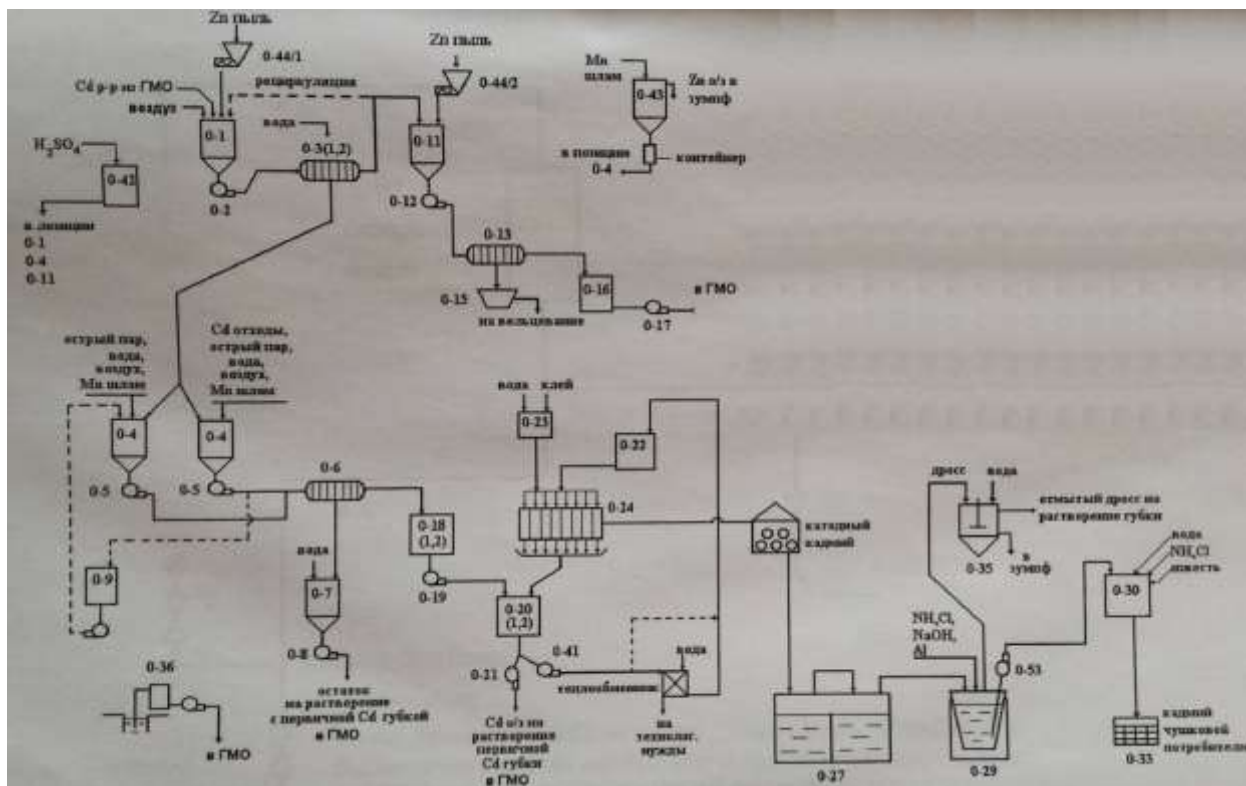 Zn пыль
0-44/1
Cd р-р из ГМО
воздух
рециркуляция
Zn пыль
0-44/2
Mn
шлам
0-43
Zn о/э в
зумпф
в позицию
0-4
контейнер
H₂SO₄
0-42
в позиции
0-1
0-4
0-11
0-1
0-2
вода
0-3(1,2)
0-11
0-12
0-13
0-15
на вельцевание
0-16
0-17
в ГМО
острый пар,
вода,
воздух,
Mn шлам
Cd отходы,
острый пар,
вода,
воздух,
Mn шлам
0-4
0-4
0-5
0-5
0-6
0-9
вода
0-7
0-8
остаток
на растворение
с первичной Cd губкой
в ГМО
0-36
в ГМО
0-18
(1,2)
0-19
0-20
(1,2)
0-21
0-41
Cd о/э на
растворение
первичной
Cd губки
в ГМО
вода клей
0-23
0-22
0-24
теплообменник
вода
на
технолог.
нужды
катодный
кадмий
0-27
NH₄Cl,
NaOH,
Al
0-29
дросс
вода
отмытый дросс на
растворение губки
0-35
в
зумпф
0-53
вода
NH₄Cl
известь
0-30
кадмий
чушковой
потребителю
0-33